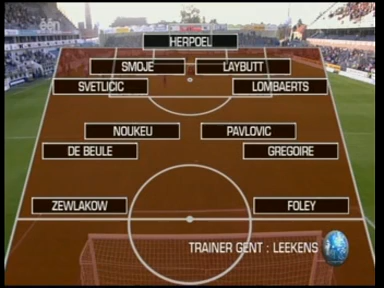 één
HERPOEL
SMOJE LAYBUTT
SVETLICIC LOMBAERTS
NOUKEU PAVLOVIC
DE BEULE GREGOIRE
ZEWLAKOW FOLEY
TRAINER GENT : LEEKENS